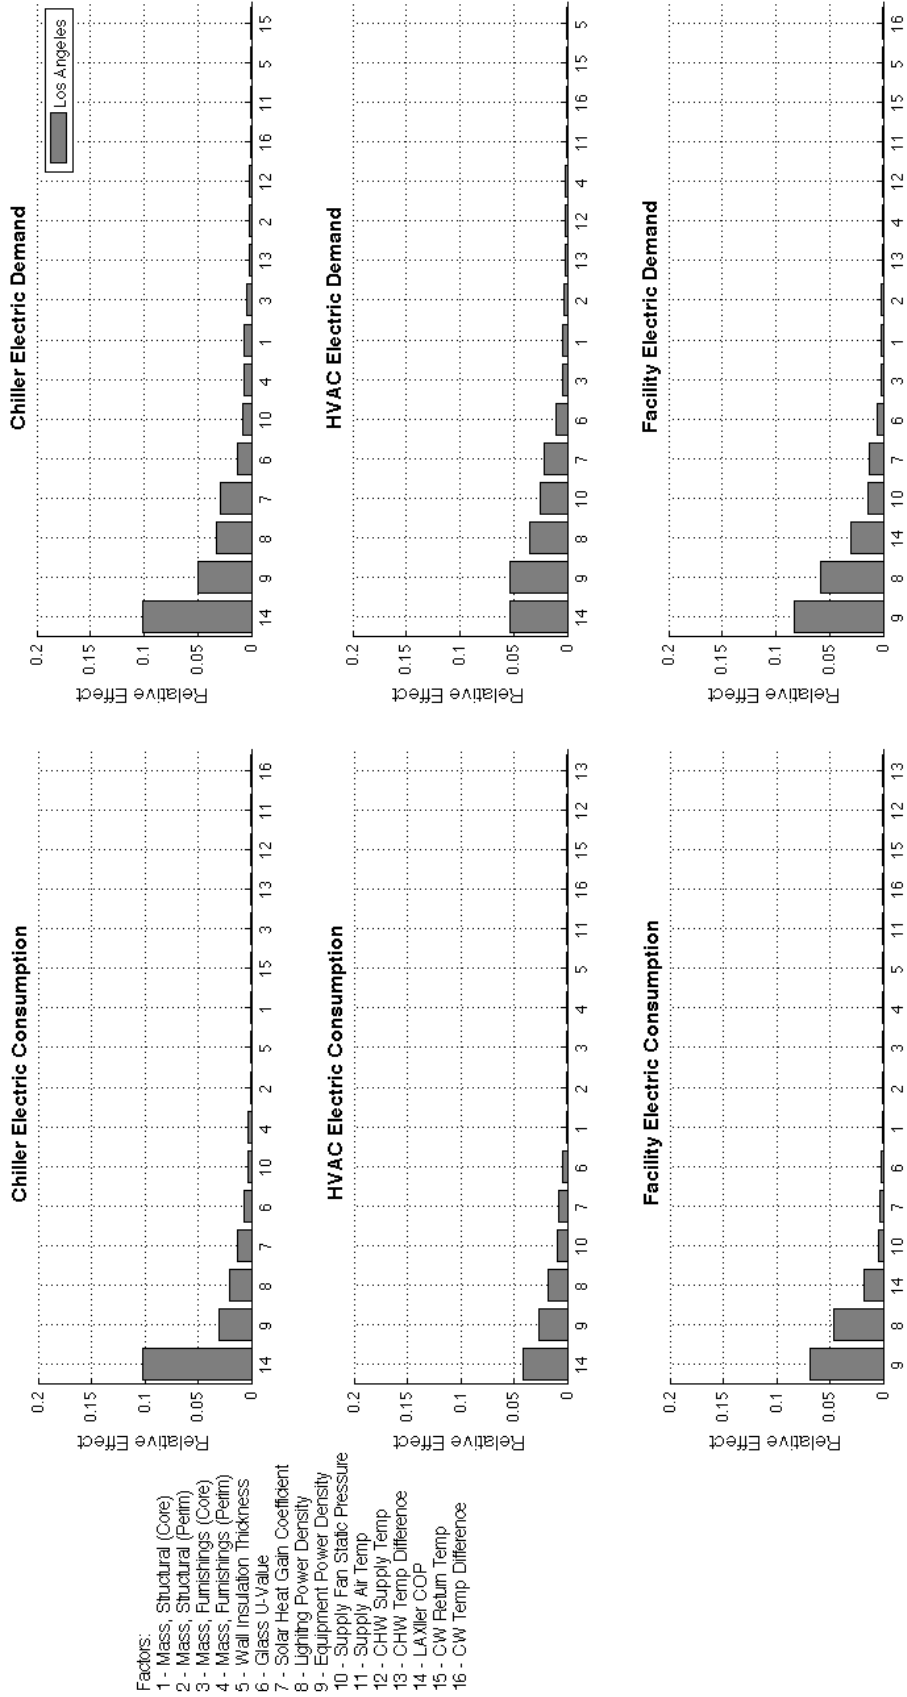 Factors:
1 - Mass, Structural (Core)
2 - Mass, Structural (Perim)
3 - Mass, Furnishings (Core)
4 - Mass, Furnishings (Perim)
5 - Wall Insulation Thickness
6 - Glass U-Value
7 - Solar Heat Gain Coefficient
8 - Lighitng Power Density
9 - Equipment Power Density
10 - Supply Fan Static Pressure
11 - Supply Air Temp
12 - CHW Supply Temp
13 - CHW Temp Difference
14 - LAXller COP
15 - CW Return Temp
16 - CW Temp Difference
Chiller Electric Consumption
Relative Effect
0.2
0.15
0.1
0.05
0
14 9 8 7 6 10 4 2 5 1 15 3 13 12 11 16
Chiller Electric Demand
Los Angeles
Relative Effect
0.2
0.15
0.1
0.05
0
14 9 8 7 6 10 4 1 3 13 2 12 16 11 5 15
HVAC Electric Consumption
Relative Effect
0.2
0.15
0.1
0.05
0
14 9 8 10 7 6 1 2 3 4 5 11 16 15 12 13
HVAC Electric Demand
Relative Effect
0.2
0.15
0.1
0.05
0
14 9 8 10 7 6 3 1 2 13 12 4 11 16 15 5
Facility Electric Consumption
Relative Effect
0.2
0.15
0.1
0.05
0
9 8 14 10 7 6 1 2 3 4 5 11 16 15 12 13
Facility Electric Demand
Relative Effect
0.2
0.15
0.1
0.05
0
9 8 14 10 7 6 3 1 2 13 4 12 11 15 5 16